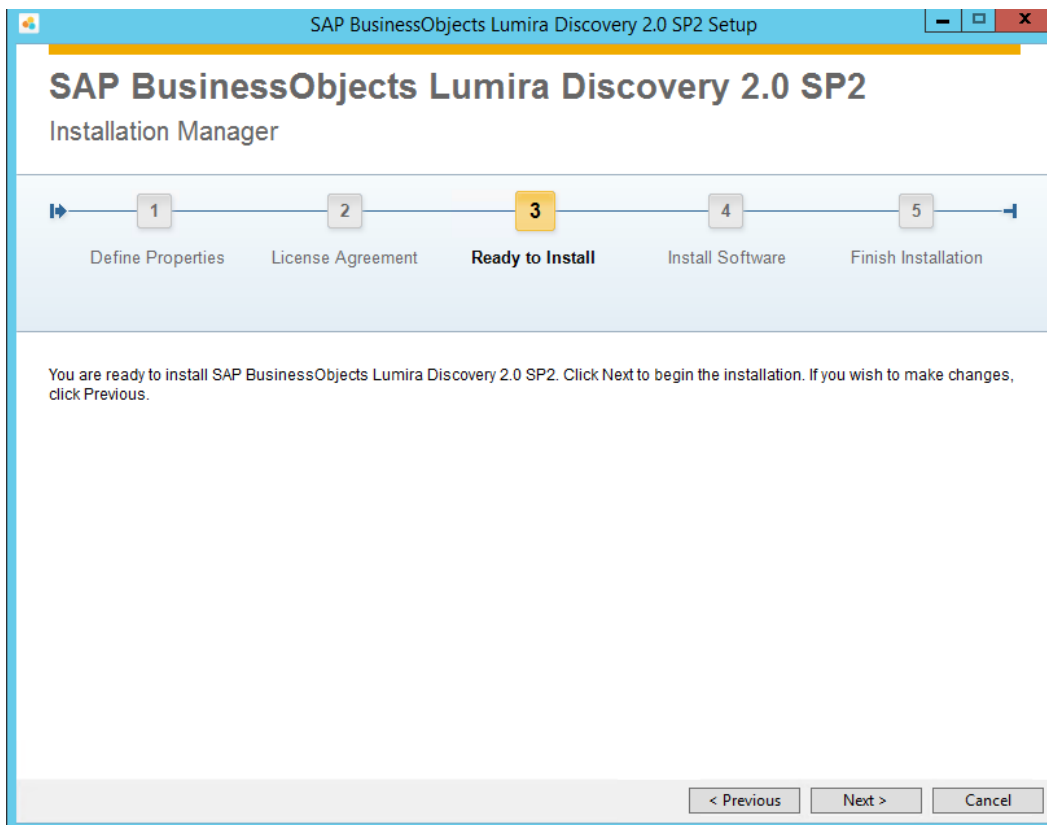 SAP BusinessObjects Lumira Discovery 2.0 SP2 Setup
SAP BusinessObjects Lumira Discovery 2.0 SP2
Installation Manager
1 2 3 4 5
Define Properties License Agreement Ready to Install Install Software Finish Installation
You are ready to install SAP BusinessObjects Lumira Discovery 2.0 SP2. Click Next to begin the installation. If you wish to make changes,
click Previous.
< Previous Next > Cancel